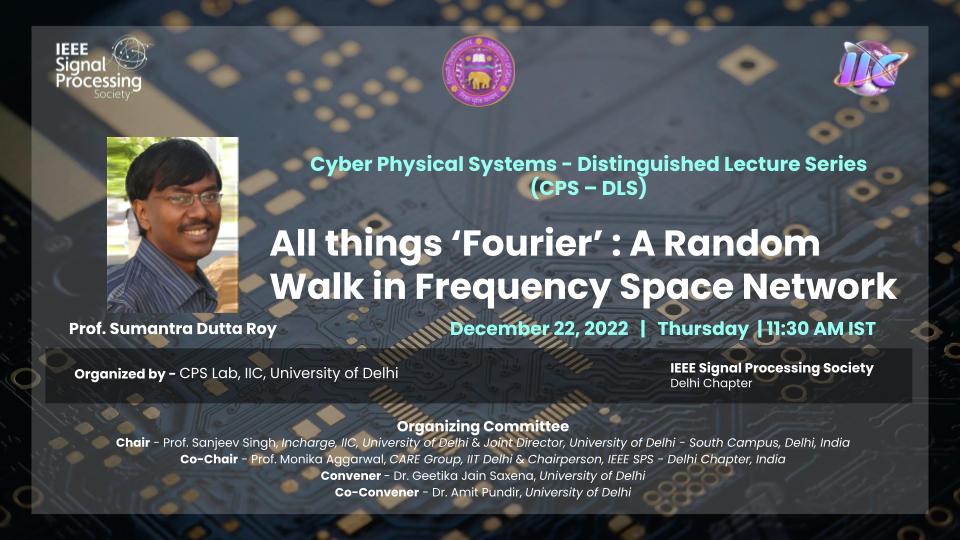 IEEE
Signal
Processing
Society
IIC
Cyber Physical Systems - Distinguished Lecture Series
(CPS – DLS)
All things ‘Fourier’ : A Random
Walk in Frequency Space Network
Prof. Sumantra Dutta Roy
December 22, 2022 | Thursday | 11:30 AM IST
Organized by - CPS Lab, IIC, University of Delhi
IEEE Signal Processing Society
Delhi Chapter
Organizing Committee
Chair - Prof. Sanjeev Singh, Incharge, IIC, University of Delhi & Joint Director, University of Delhi - South Campus, Delhi, India
Co-Chair - Prof. Monika Aggarwal, CARE Group, IIT Delhi & Chairperson, IEEE SPS - Delhi Chapter, India
Convener - Dr. Geetika Jain Saxena, University of Delhi
Co-Convener - Dr. Amit Pundir, University of Delhi